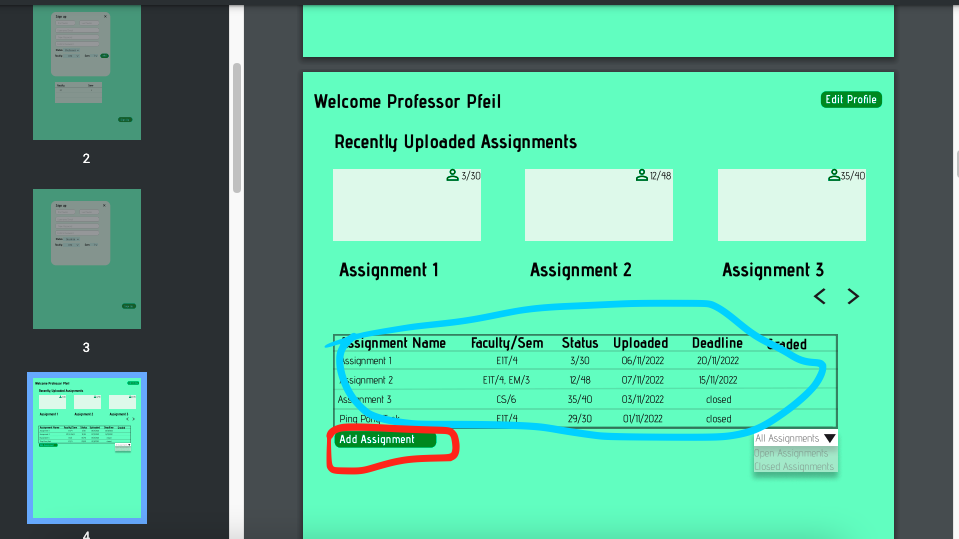 2
3
4
Welcome Professor Pfeil
Edit Profile
Recently Uploaded Assignments
3/30 12/48 35/40
Assignment 1 Assignment 2 Assignment 3
< >
Assignment Name Faculty/Sem Status Uploaded Deadline Graded
Assignment 1 EIT/4 3/30 06/11/2022 20/11/2022
Assignment 2 EIT/4, EM/3 12/48 07/11/2022 15/11/2022
Assignment 3 CS/6 35/40 03/11/2022 closed
Ping Pong EIT/4 29/30 01/11/2022 closed
Add Assignment
All Assignments
Open Assignments
Closed Assignments